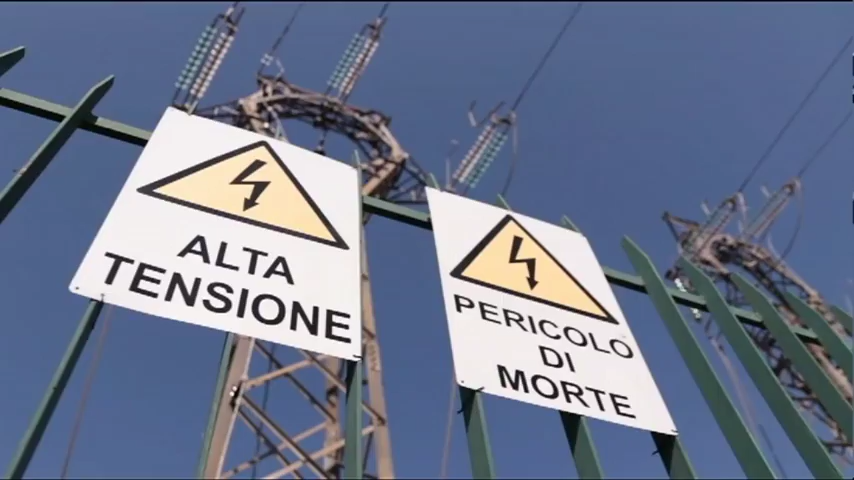 ALTA
TENSIONE
PERICOLO
DI
MORTE